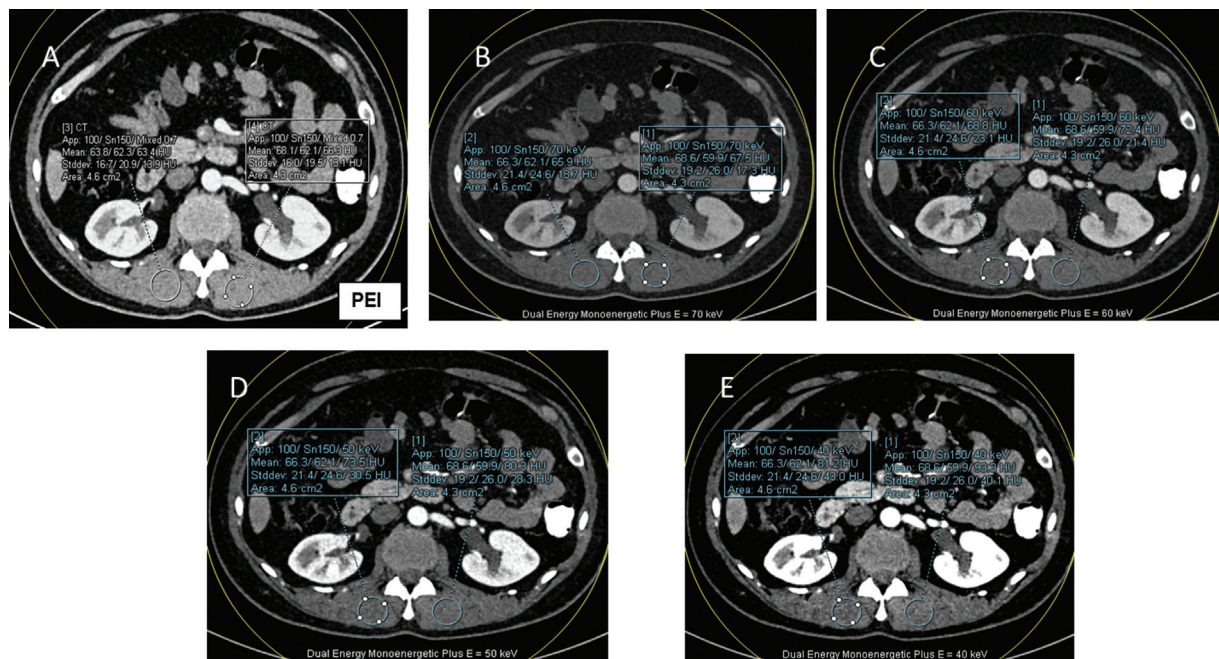 A
[3] CT
App: 100/ Sn150/ Mixed 0.7
Mean: 63.8/ 62.3/ 63.4 HU
Stddev: 16.7/ 20.9/ 13.9 HU
Area: 4.6 cm2
[4] CT
App: 100/ Sn150/ Mixed 0.7
Mean: 68.1/ 62.1/ 66.3 HU
Stddev: 16.0/ 19.5/ 13.1 HU
Area: 4.3 cm2
PEI
B
[2]
App: 100/ Sn150/ 70 keV
Mean: 66.3/ 62.1/ 65.9 HU
Stddev: 21.4/ 24.6/ 18.7 HU
Area: 4.6 cm2
[1]
App: 100/ Sn150/ 70 keV
Mean: 68.6/ 59.9/ 67.5 HU
Stddev: 19.2/ 26.0/ 17.3 HU
Area: 4.3 cm2
Dual Energy Monoenergetic Plus E = 70 keV
C
[2]
App: 100/ Sn150/ 60 keV
Mean: 66.3/ 62.1/ 68.8 HU
Stddev: 21.4/ 24.6/ 23.1 HU
Area: 4.6 cm2
[1]
App: 100/ Sn150/ 60 keV
Mean: 68.6/ 59.9/ 72.4 HU
Stddev: 19.2/ 26.0/ 21.4 HU
Area: 4.3 cm2
Dual Energy Monoenergetic Plus E = 60 keV
D
[2]
App: 100/ Sn150/ 50 keV
Mean: 66.3/ 62.1/ 73.5 HU
Stddev: 21.4/ 24.6/ 30.5 HU
Area: 4.6 cm2
[1]
App: 100/ Sn150/ 50 keV
Mean: 68.6/ 59.9/ 80.3 HU
Stddev: 19.2/ 26.0/ 28.3 HU
Area: 4.3 cm2
Dual Energy Monoenergetic Plus E = 50 keV
E
[2]
App: 100/ Sn150/ 40 keV
Mean: 66.3/ 62.1/ 81.2 HU
Stddev: 21.4/ 24.6/ 43.0 HU
Area: 4.6 cm2
[1]
App: 100/ Sn150/ 40 keV
Mean: 68.6/ 59.9/ HU
Stddev: 19.2/ 26.0/ 40.1 HU
Area: 4.3 cm2
Dual Energy Monoenergetic Plus E = 40 keV